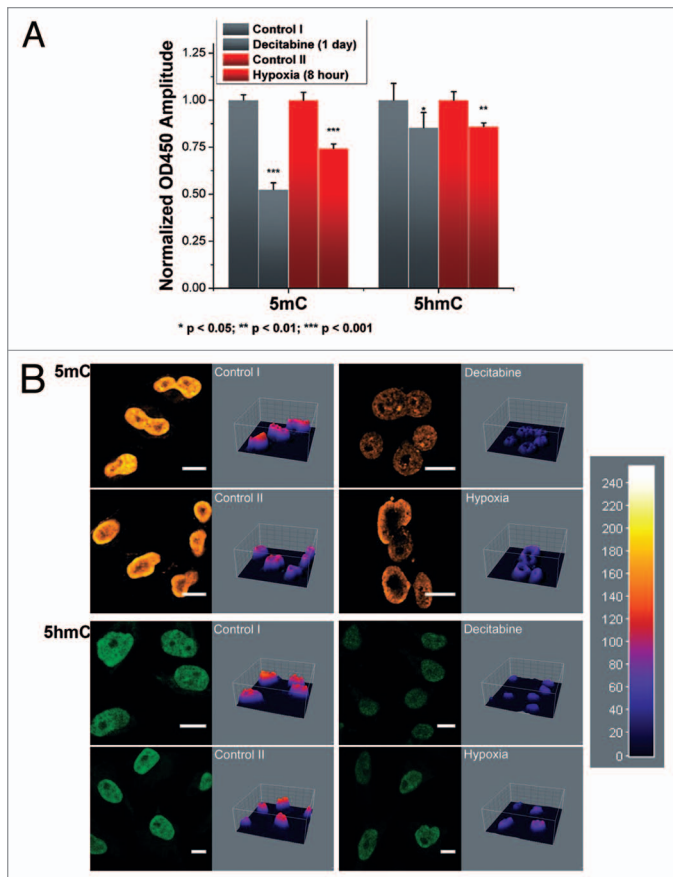 A
Control I
Decitabine (1 day)
Control II
Hypoxia (8 hour)
Normalized OD450 Amplitude
1.25
1.00
0.75
0.50
0.25
0.00
***
***
*
**
5mC
5hmC
* p < 0.05; ** p < 0.01; *** p < 0.001
B
5mC
Control I
Decitabine
Control II
Hypoxia
5hmC
Control I
Decitabine
Control II
Hypoxia
240
220
200
180
160
140
120
100
80
60
40
20
0